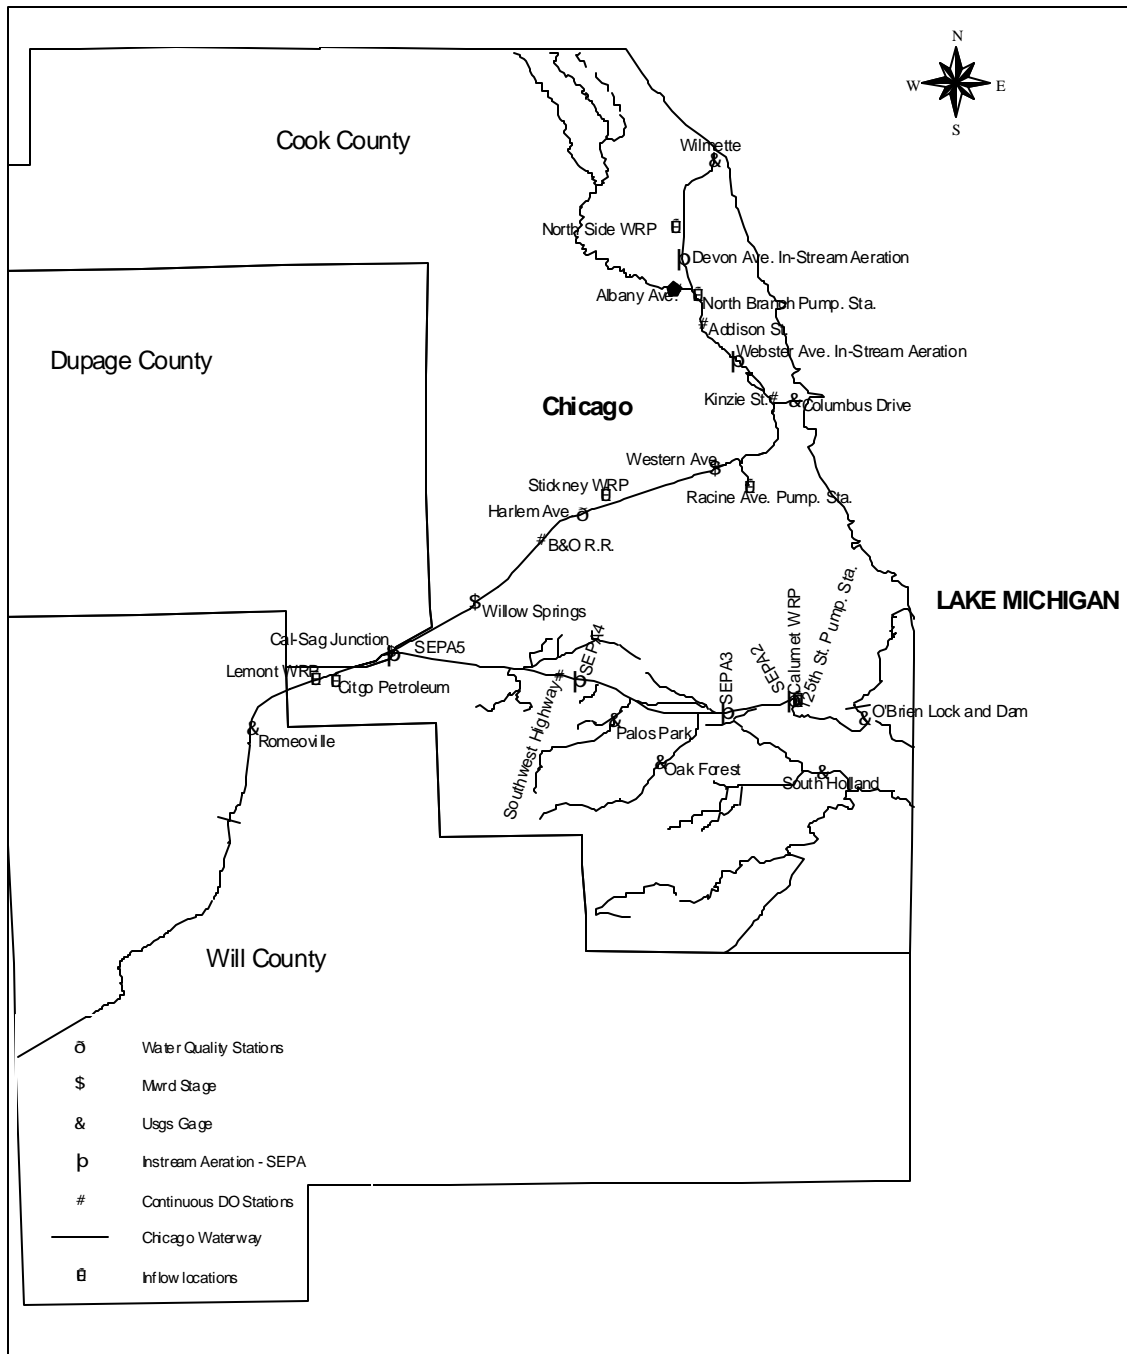 N
W E
S
Cook County
Wilmette
&
North Side WRP
Devon Ave. In-Stream Aeration
þ
Albany Ave.
North Branch Pump. Sta.
# Addison St.
Dupage County
Webster Ave. In-Stream Aeration
þ
Kinzie St. #
& Columbus Drive
Chicago
Western Ave
$
Stickney WRP
Racine Ave. Pump. Sta.
Harlem Ave. ð
# B&O R.R.
LAKE MICHIGAN
$ Willow Springs
Cal-Sag Junction
SEPA5
$
þ
Lemont WRP
Citgo Petroleum
& Romeoville
Southwest Highway #
SEPA4
þ
SEPA3
þ
SEPA2
þ
Calumet WRP
125th St. Pump. Sta.
& O'Brien Lock and Dam
& Palos Park
& Oak Forest
& South Holland
Will County
ð Water Quality Stations
$ Mwrd Stage
& Usgs Gage
þ Instream Aeration - SEPA
# Continuous DO Stations
Chicago Waterway
Inflow locations